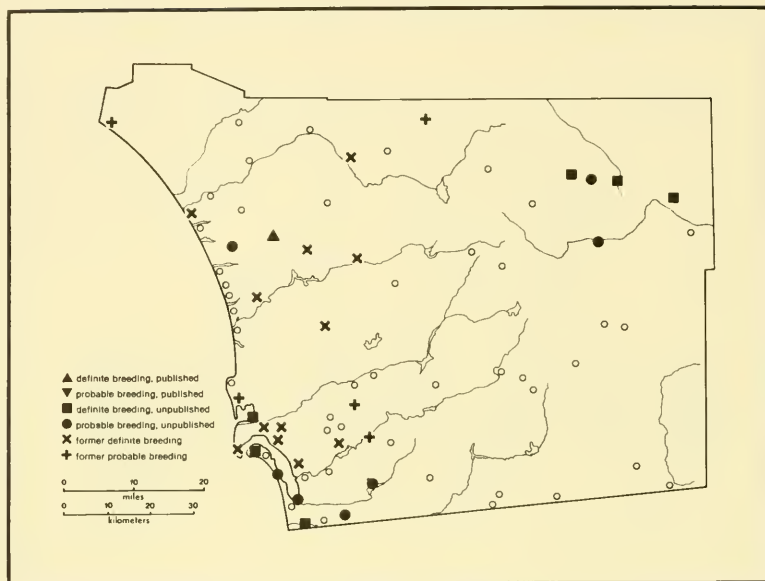 definite breeding, published
probable breeding, published
definite breeding, unpublished
probable breeding, unpublished
former definite breeding
former probable breeding
0 10 20
miles
0 10 20 30
kilometers